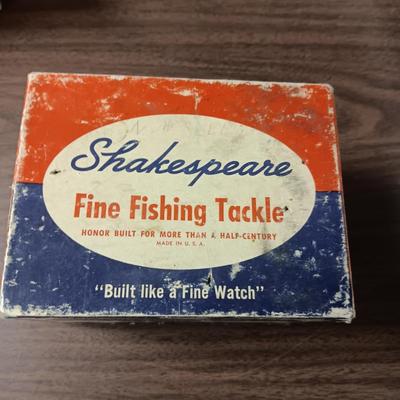 Shakespeare
Fine Fishing Tackle
HONOR BUILT FOR MORE THAN A HALF-CENTURY
MADE IN U. S. A.
"Built like a Fine Watch"